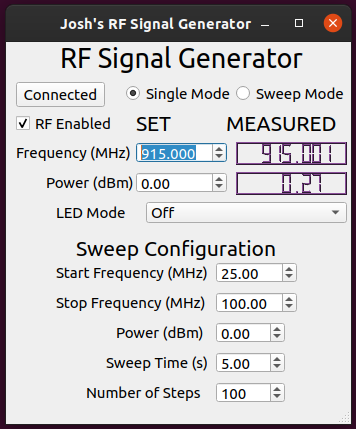 Josh's RF Signal Generator
RF Signal Generator
Connected Single Mode Sweep Mode
RF Enabled SET MEASURED
Frequency (MHz) 915.000 915.001
Power (dBm) 0.00 0.27
LED Mode Off
Sweep Configuration
Start Frequency (MHz) 25.00
Stop Frequency (MHz) 100.00
Power (dBm) 0.00
Sweep Time (s) 5.00
Number of Steps 100